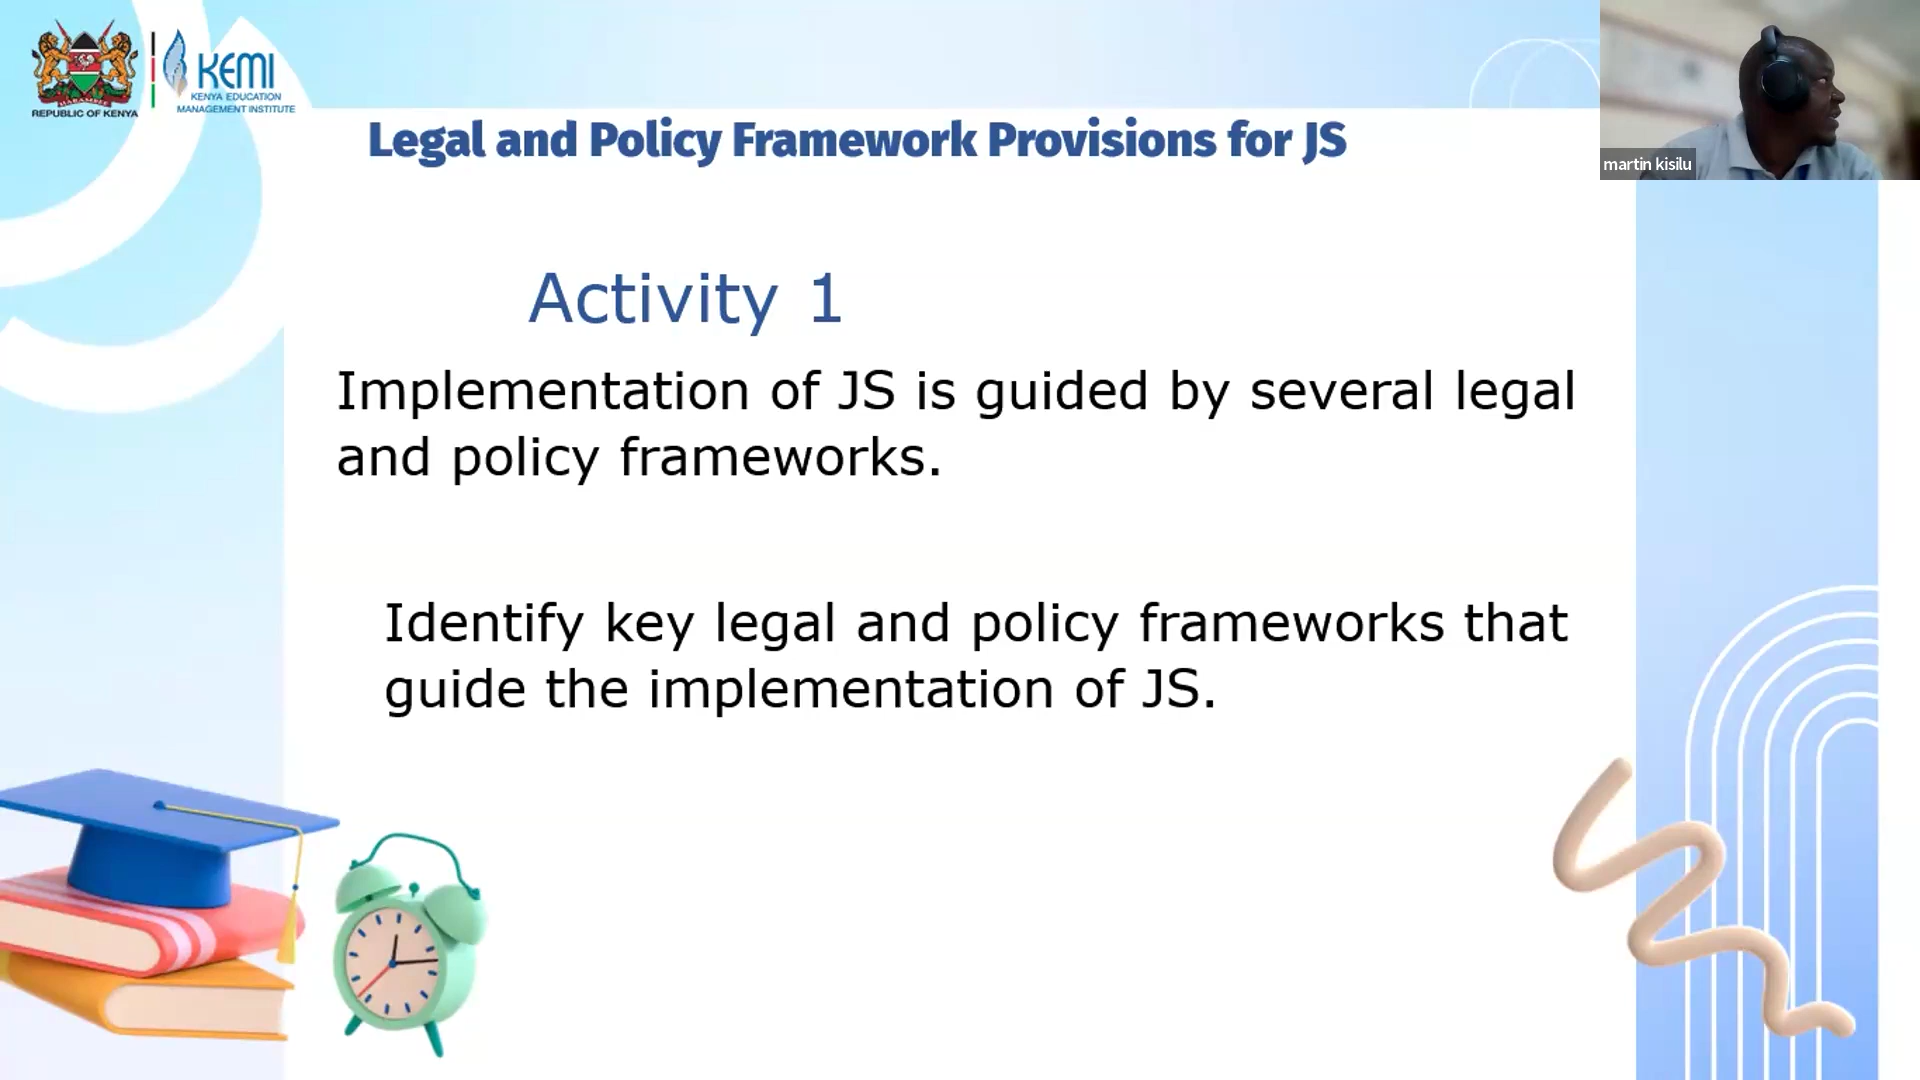 REPUBLIC OF KENYA
KEMI
KENYA EDUCATION
MANAGEMENT INSTITUTE
martin kisilu
Legal and Policy Framework Provisions for JS
Activity 1
Implementation of JS is guided by several legal
and policy frameworks.
Identify key legal and policy frameworks that
guide the implementation of JS.